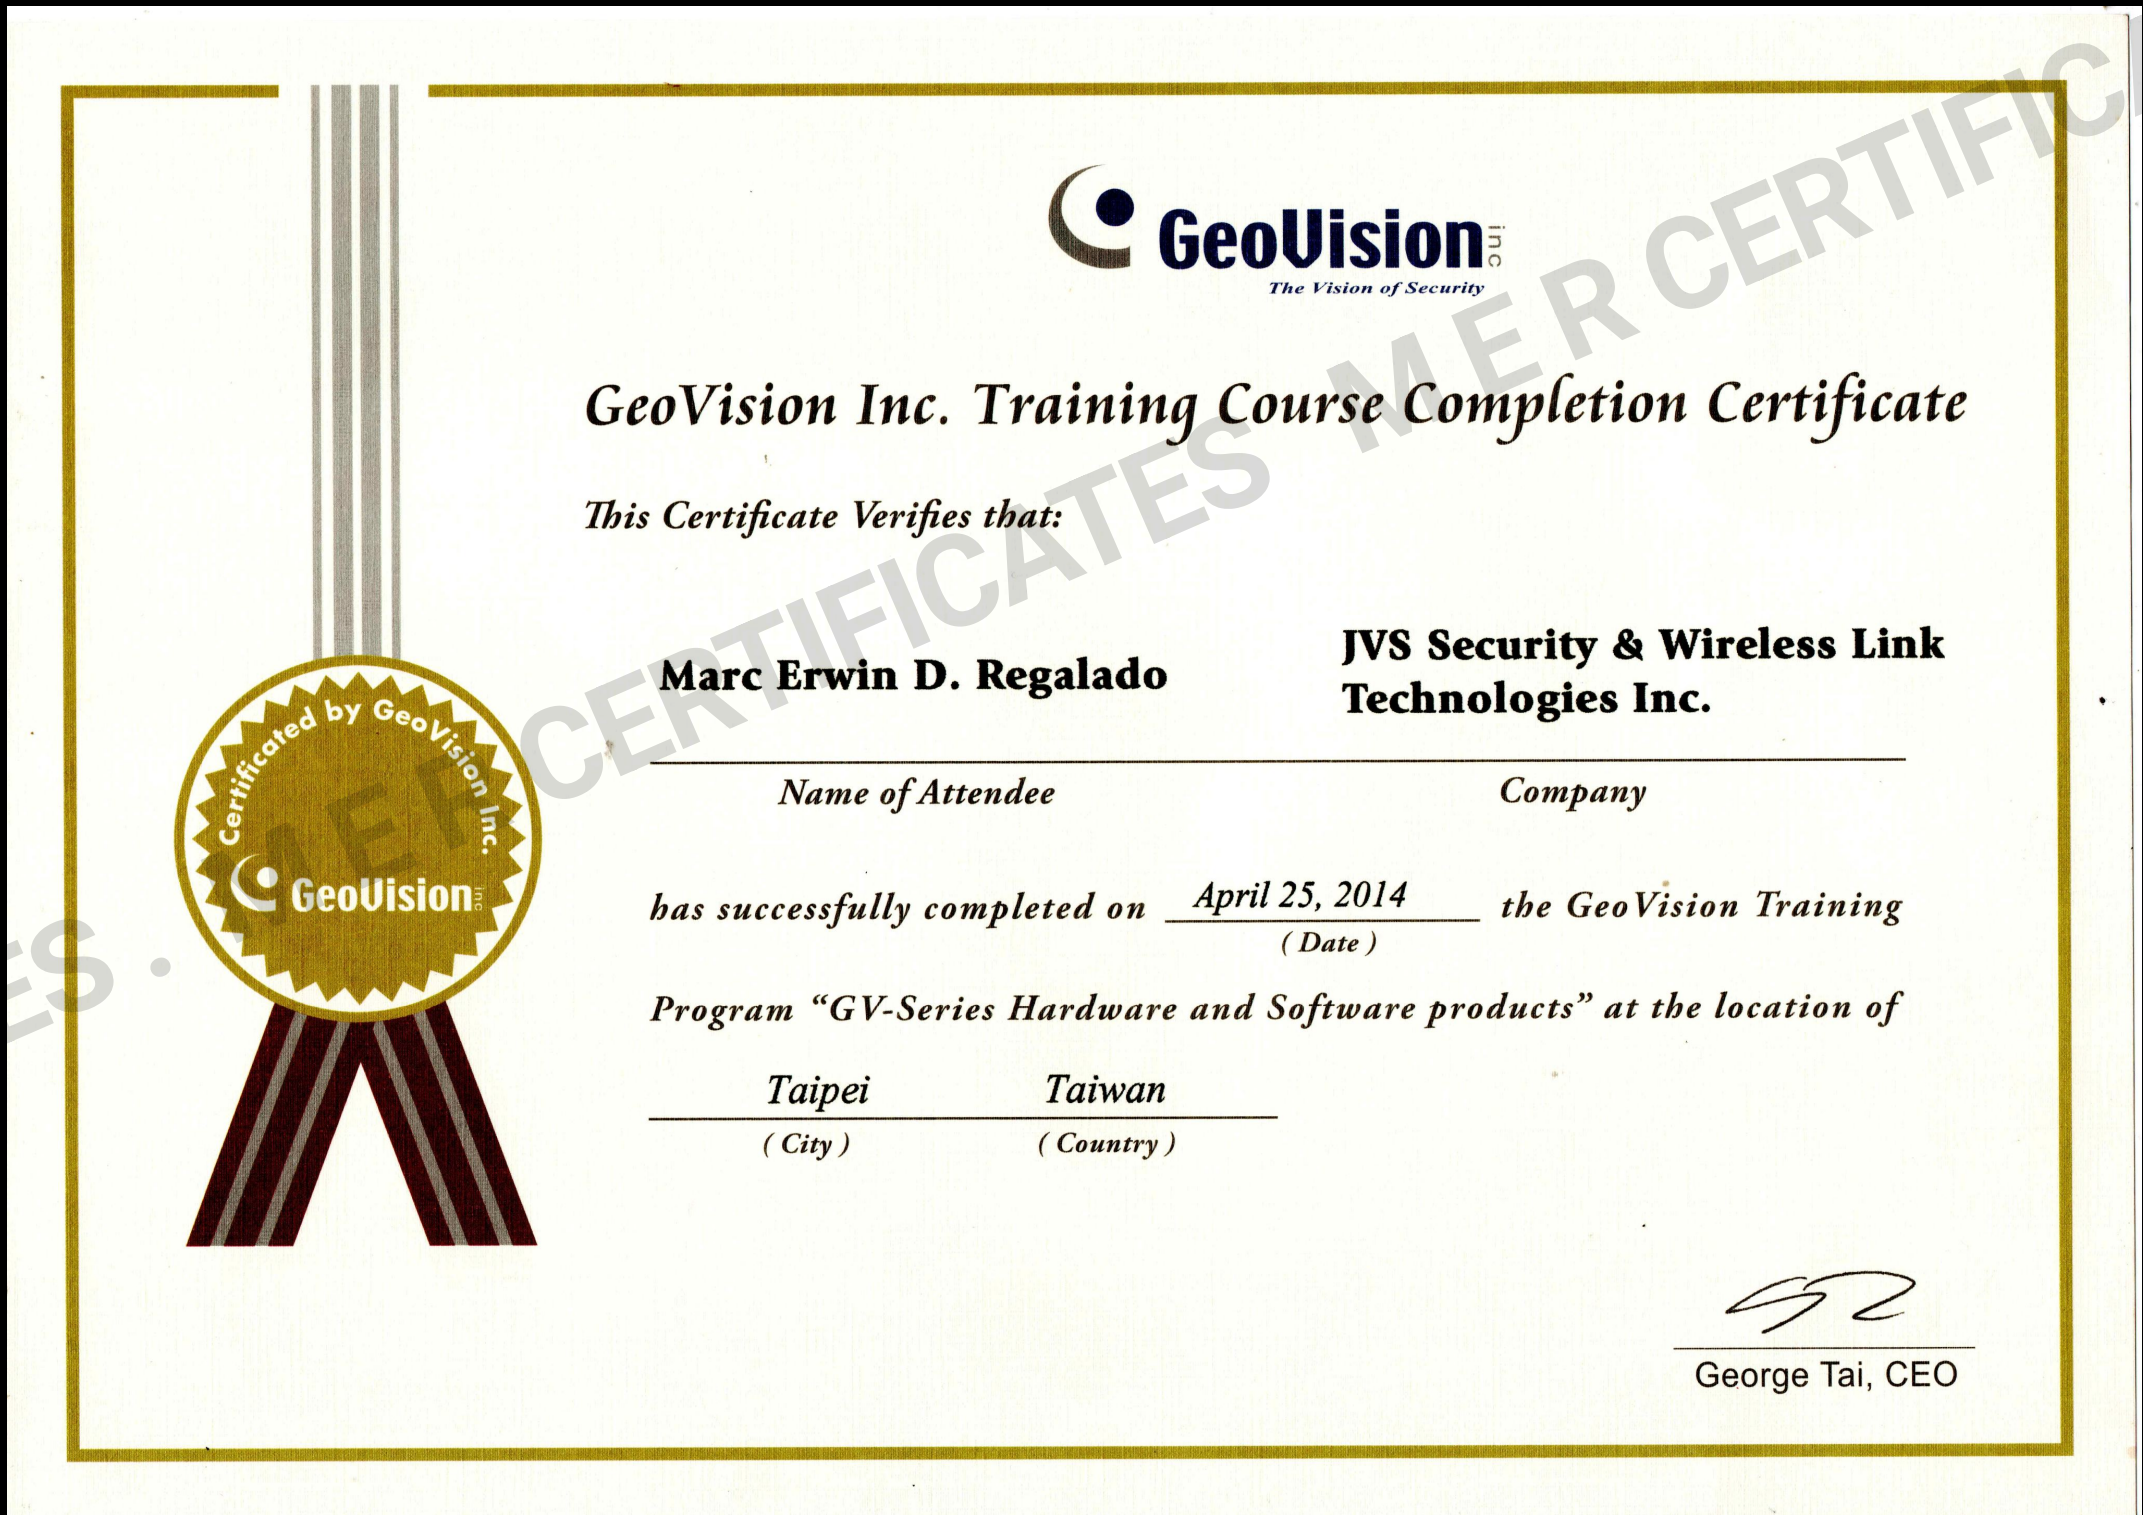 GeoVision inc
The Vision of Security
GeoVision Inc. Training Course Completion Certificate
This Certificate Verifies that:
Marc Erwin D. Regalado
JVS Security & Wireless Link
Technologies Inc.
Name of Attendee
Company
has successfully completed on April 25, 2014 the GeoVision Training
( Date )
Program “GV-Series Hardware and Software products” at the location of
Taipei Taiwan
( City ) ( Country )
George Tai, CEO
Certificated by GeoVision Inc.
GeoVision inc
ES . M E R CERTIFICATES M E R CERTIFICA